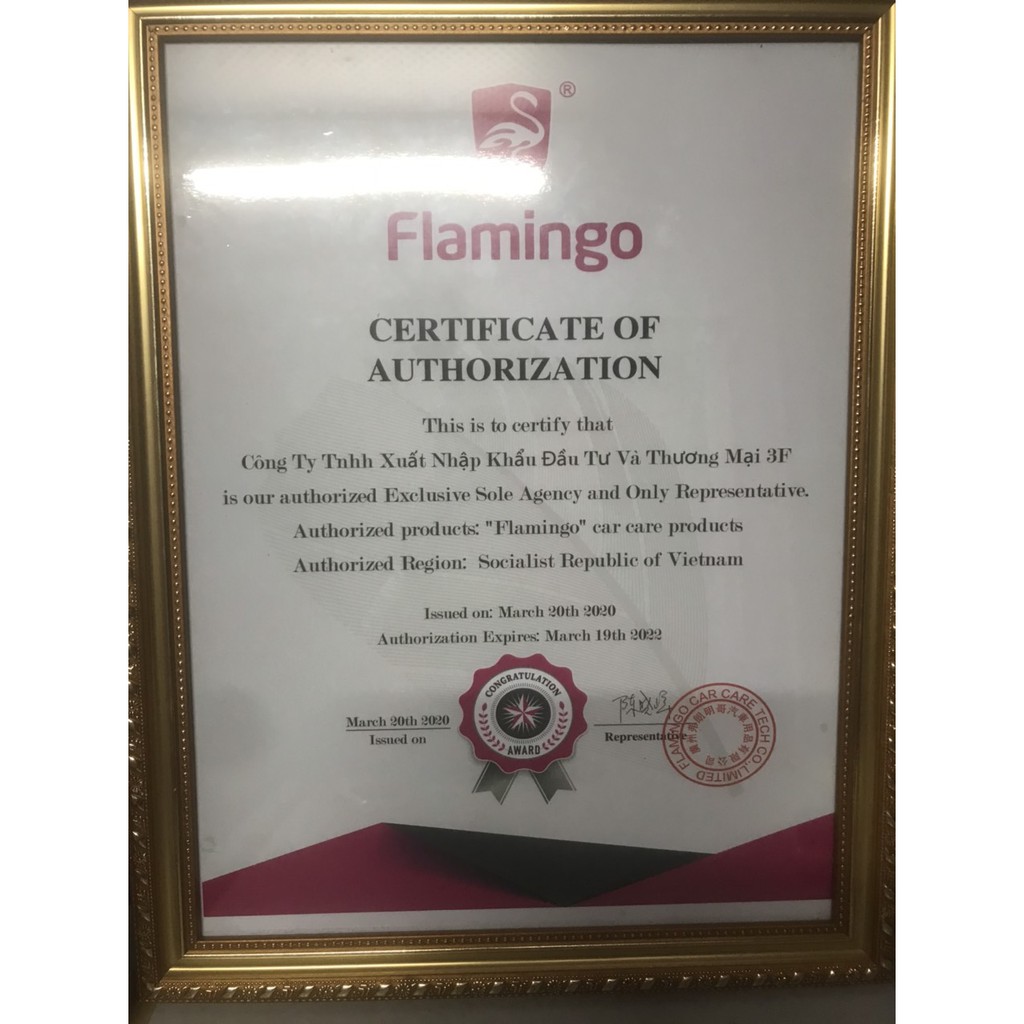 ®
Flamingo
CERTIFICATE OF
AUTHORIZATION
This is to certify that
Công Ty Tnhh Xuất Nhập Khẩu Đầu Tư Và Thương Mại 3F
is our authorized Exclusive Sole Agency and Only Representative.
Authorized products: "Flamingo" car care products
Authorized Region: Socialist Republic of Vietnam
Issued on: March 20th 2020
Authorization Expires: March 19th 2022
March 20th 2020
Issued on
CONGRATULATION
AWARD
Representative
FLAMINGO CAR CARE TECH CO.,LIMITED